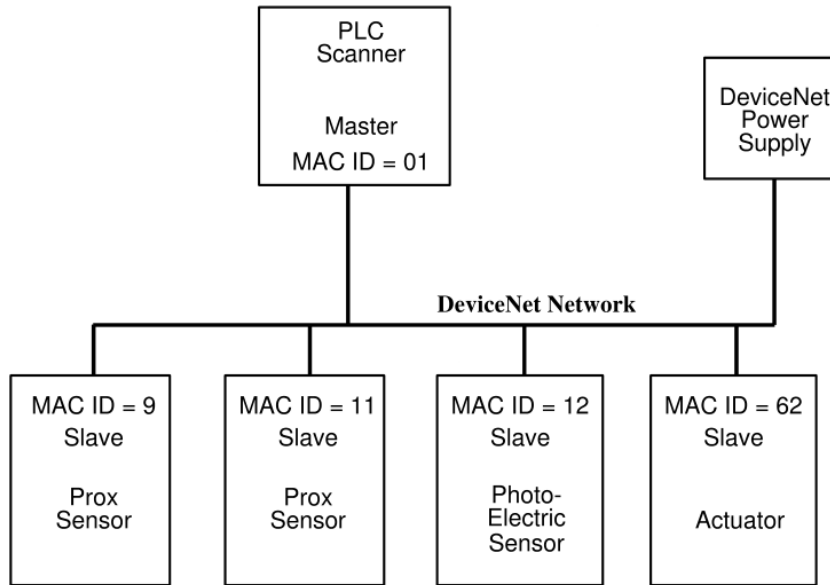 PLC
Scanner
Master
MAC ID = 01
DeviceNet
Power
Supply
DeviceNet Network
MAC ID = 9
Slave
Prox
Sensor
MAC ID = 11
Slave
Prox
Sensor
MAC ID = 12
Slave
Photo-
Electric
Sensor
MAC ID = 62
Slave
Actuator